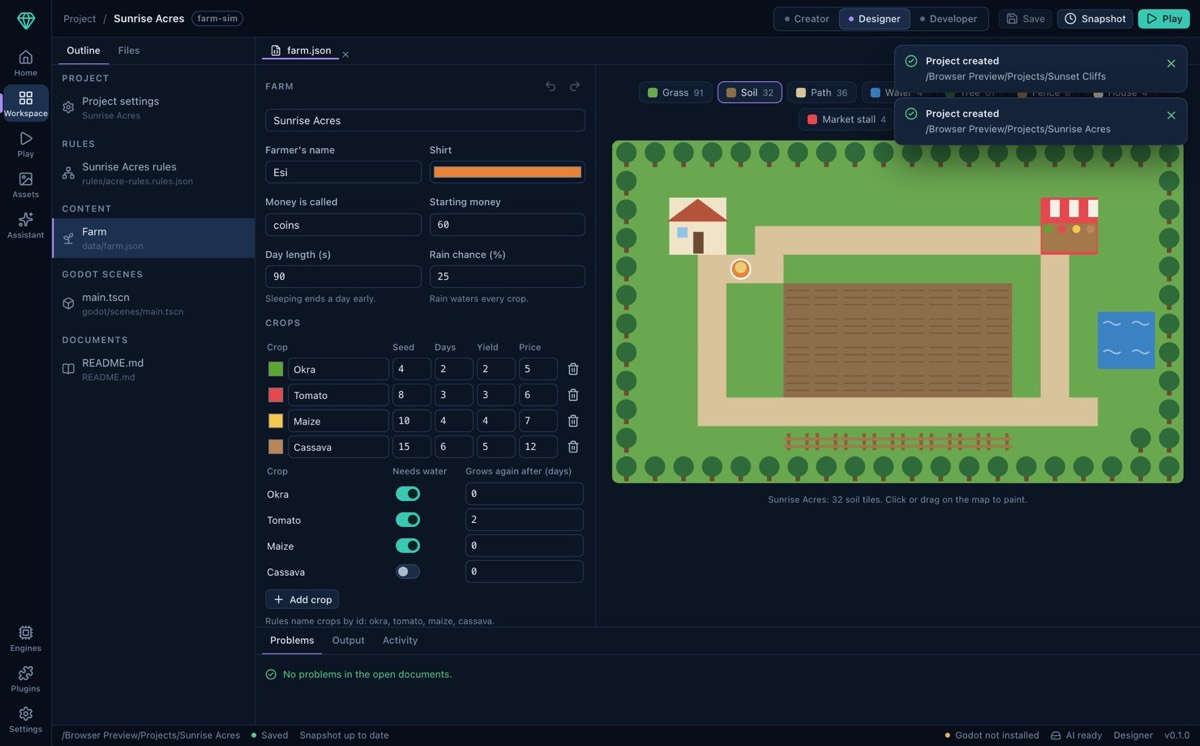 Project / Sunrise Acres farm-sim
Creator Designer Developer
Save Snapshot Play
Home
Workspace
Play
Assets
Assistant
Engines
Plugins
Settings
Outline Files
PROJECT
Project settings
Sunrise Acres
RULES
Sunrise Acres rules
rules/acre-rules.rules.json
CONTENT
Farm
data/farm.json
GODOT SCENES
main.tscn
godot/scenes/main.tscn
DOCUMENTS
README.md
README.md
farm.json
FARM
Sunrise Acres
Farmer's name Shirt
Esi
Money is called Starting money
coins 60
Day length (s) Rain chance (%)
90 25
Sleeping ends a day early. Rain waters every crop.
CROPS
Crop Seed Days Yield Price
Okra 4 2 2 5
Tomato 8 3 3 6
Maize 10 4 4 7
Cassava 15 6 5 12
Crop Needs water Grows again after (days)
Okra 0
Tomato 2
Maize 0
Cassava 0
Add crop
Rules name crops by id: okra, tomato, maize, cassava.
Grass 91 Soil 32 Path 36 Water 4
Market stall 4
Project created
/Browser Preview/Projects/Sunset Cliffs
Project created
/Browser Preview/Projects/Sunrise Acres
Sunrise Acres: 32 soil tiles. Click or drag on the map to paint.
Problems Output Activity
No problems in the open documents.
/Browser Preview/Projects/Sunrise Acres Saved Snapshot up to date
Godot not installed AI ready Designer v0.1.0